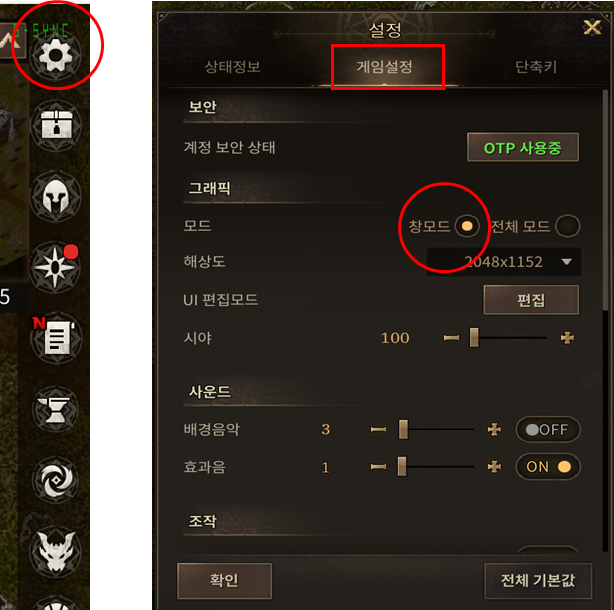 G-SYNC
5
N
설정
상태정보 게임설정 단축키
보안
계정 보안 상태 OTP 사용중
그래픽
모드 창모드 전체 모드
해상도 2048x1152
UI 편집모드 편집
시야 100
사운드
배경음악 3 OFF
효과음 1 ON
조작
확인 전체 기본값